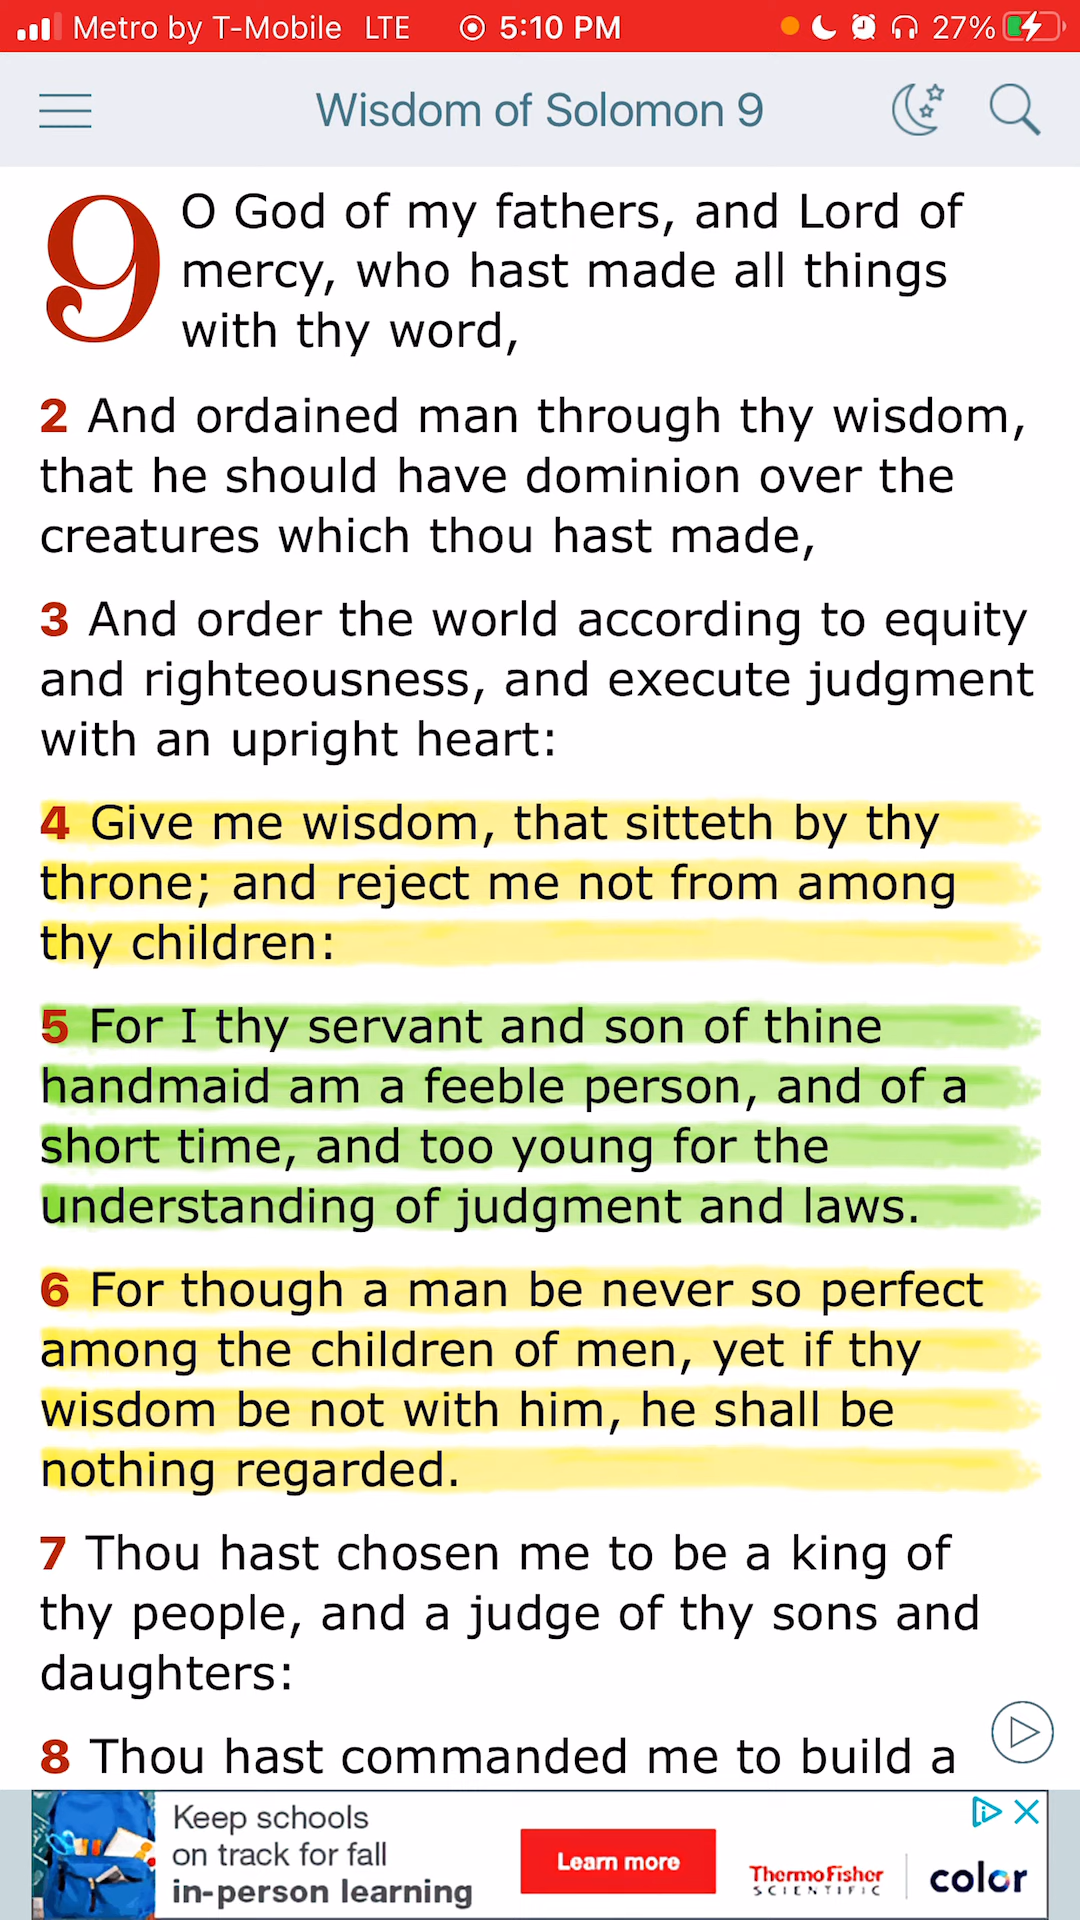 Metro by T-Mobile LTE 5:10 PM 27%
Wisdom of Solomon 9
9 O God of my fathers, and Lord of
mercy, who hast made all things
with thy word,
2 And ordained man through thy wisdom,
that he should have dominion over the
creatures which thou hast made,
3 And order the world according to equity
and righteousness, and execute judgment
with an upright heart:
4 Give me wisdom, that sitteth by thy
throne; and reject me not from among
thy children:
5 For I thy servant and son of thine
handmaid am a feeble person, and of a
short time, and too young for the
understanding of judgment and laws.
6 For though a man be never so perfect
among the children of men, yet if thy
wisdom be not with him, he shall be
nothing regarded.
7 Thou hast chosen me to be a king of
thy people, and a judge of thy sons and
daughters:
8 Thou hast commanded me to build a
Keep schools
on track for fall
in-person learning
Learn more
ThermoFisher
SCIENTIFIC
color